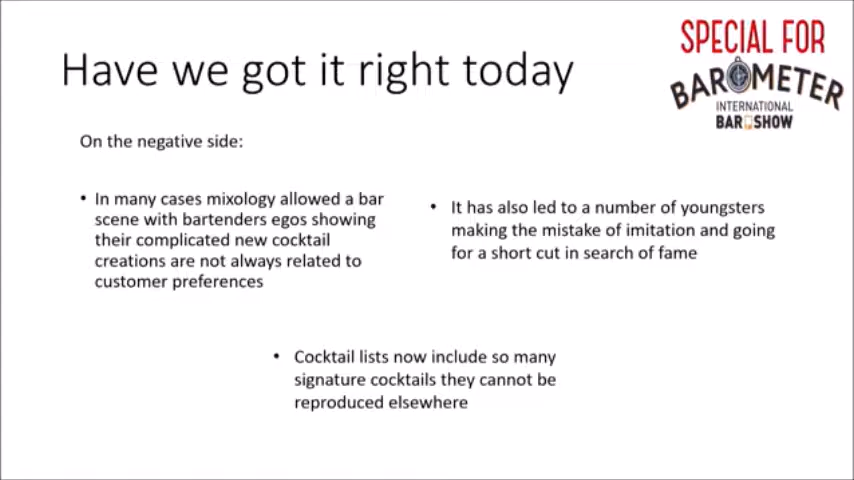 Have we got it right today
SPECIAL FOR
BAROMETER
INTERNATIONAL
BAR SHOW
On the negative side:
• In many cases mixology allowed a bar
scene with bartenders egos showing
their complicated new cocktail
creations are not always related to
customer preferences
• It has also led to a number of youngsters
making the mistake of imitation and going
for a short cut in search of fame
• Cocktail lists now include so many
signature cocktails they cannot be
reproduced elsewhere